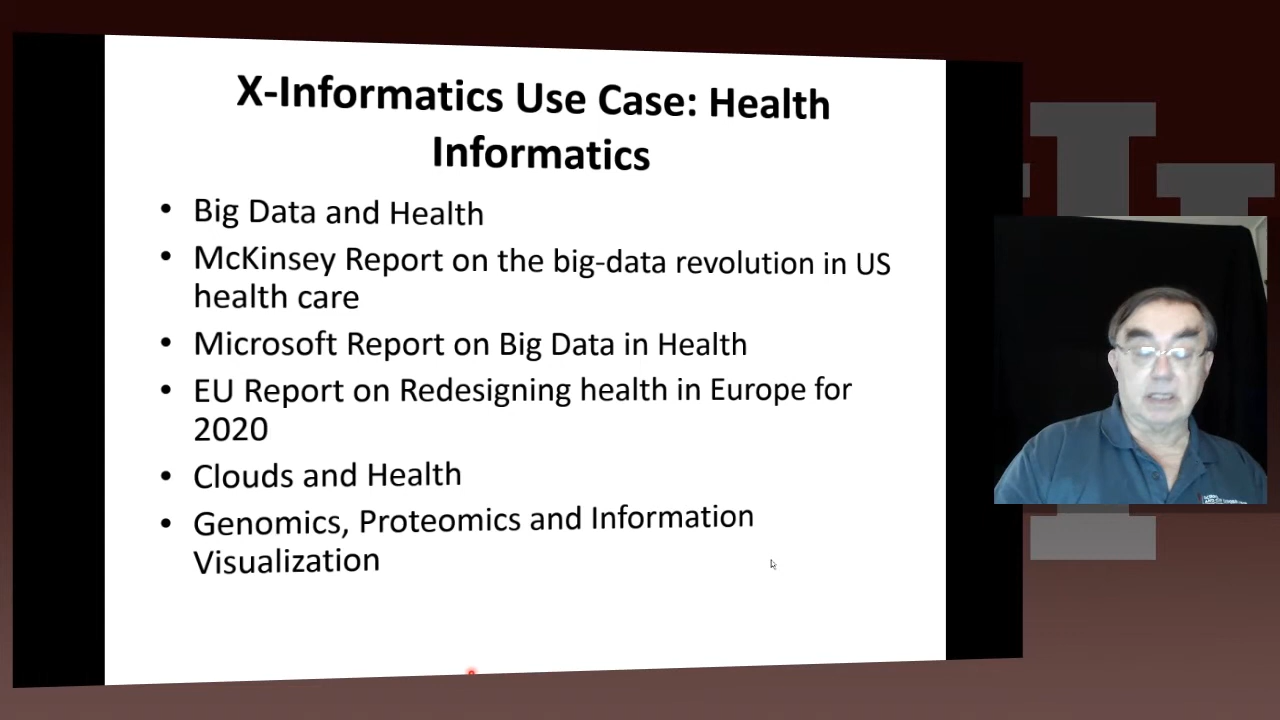 X-Informatics Use Case: Health
Informatics
• Big Data and Health
• McKinsey Report on the big-data revolution in US
health care
• Microsoft Report on Big Data in Health
• EU Report on Redesigning health in Europe for
2020
• Clouds and Health
• Genomics, Proteomics and Information
Visualization